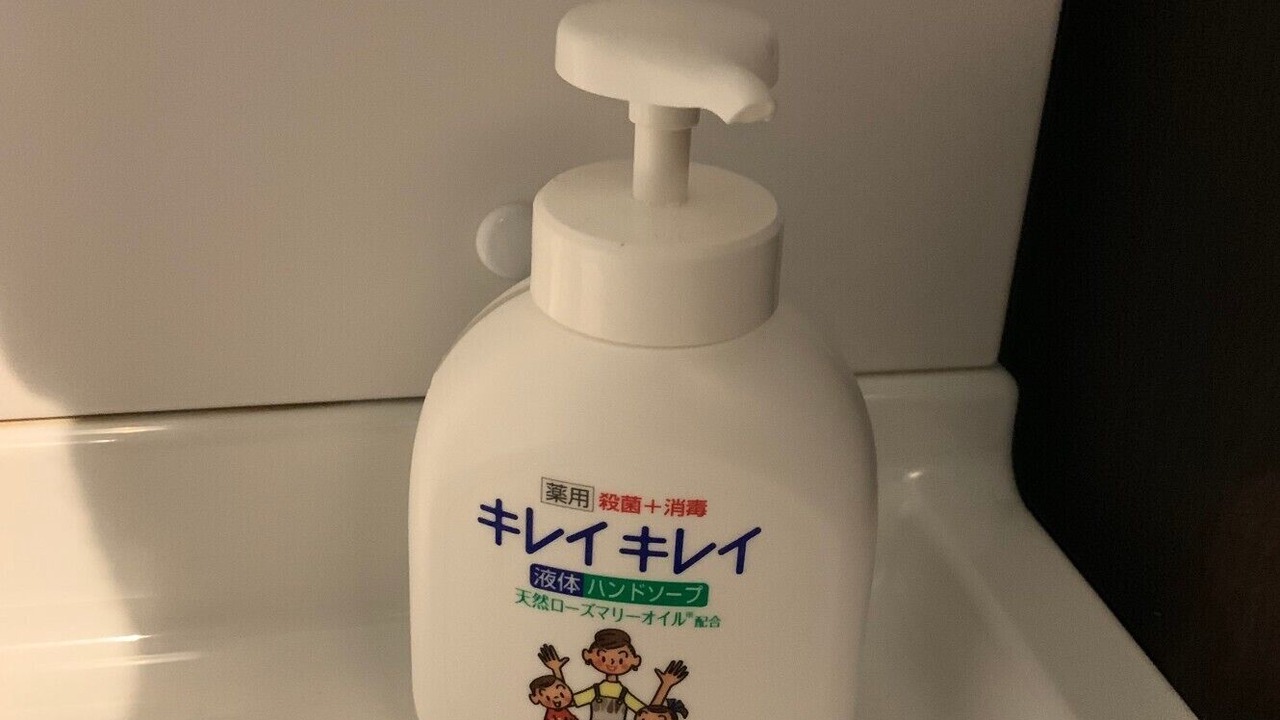 薬用 殺菌＋消毒
キレイキレイ
液体ハンドソープ
天然ローズマリーオイル※配合